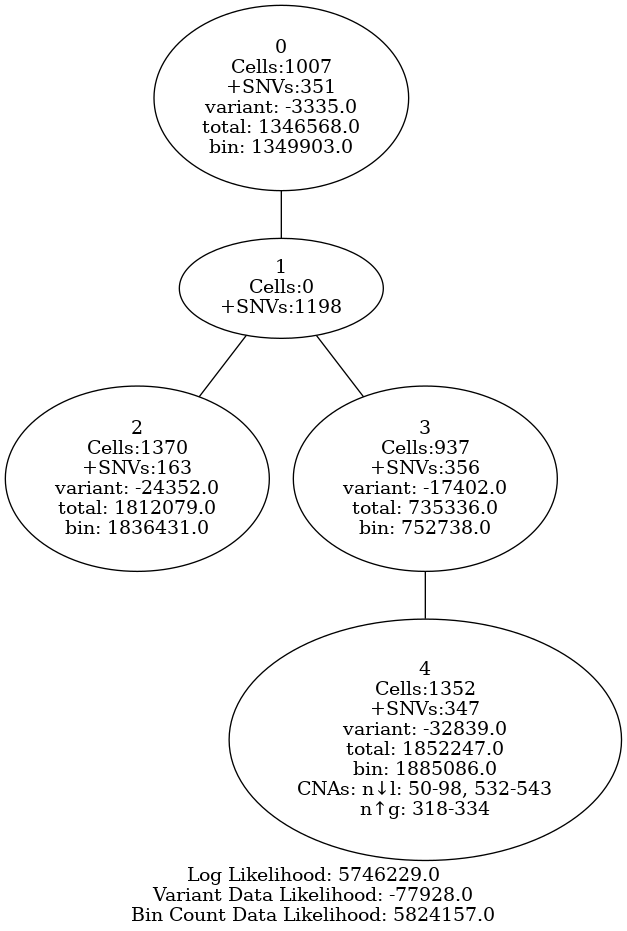 0
Cells:1007
+SNVs:351
variant: -3335.0
total: 1346568.0
bin: 1349903.0
1
Cells:0
+SNVs:1198
2
Cells:1370
+SNVs:163
variant: -24352.0
total: 1812079.0
bin: 1836431.0
3
Cells:937
+SNVs:356
variant: -17402.0
total: 735336.0
bin: 752738.0
4
Cells:1352
+SNVs:347
variant: -32839.0
total: 1852247.0
bin: 1885086.0
CNAs: n↓l: 50-98, 532-543
n↑g: 318-334
Log Likelihood: 5746229.0
Variant Data Likelihood: -77928.0
Bin Count Data Likelihood: 5824157.0